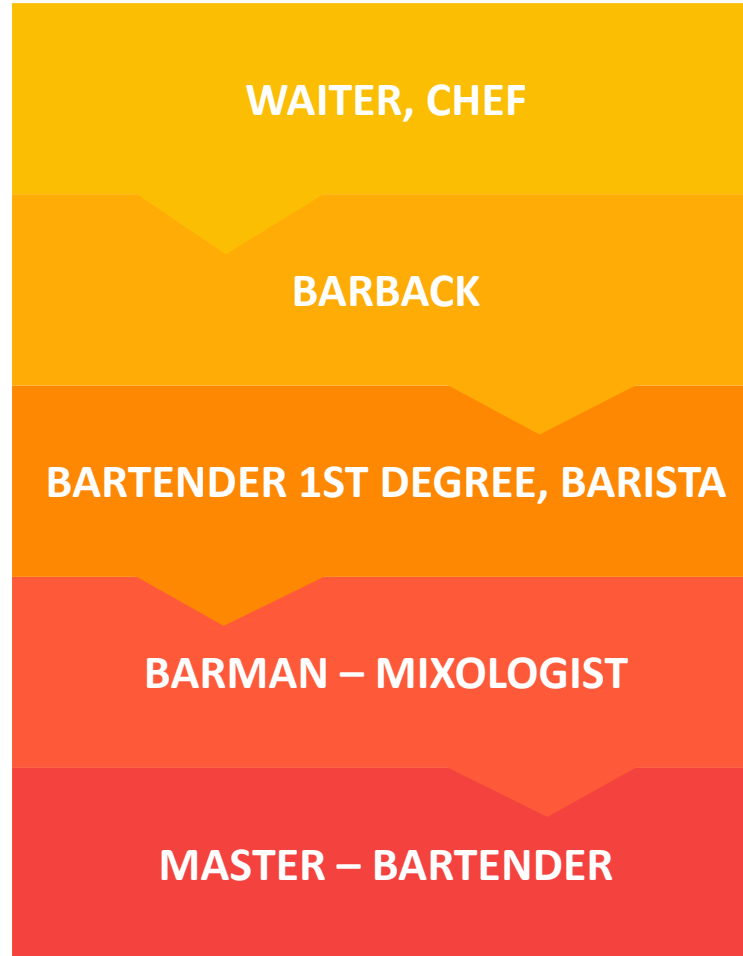 WAITER, CHEF
BARBACK
BARTENDER 1ST DEGREE, BARISTA
BARMAN – MIXOLOGIST
MASTER – BARTENDER